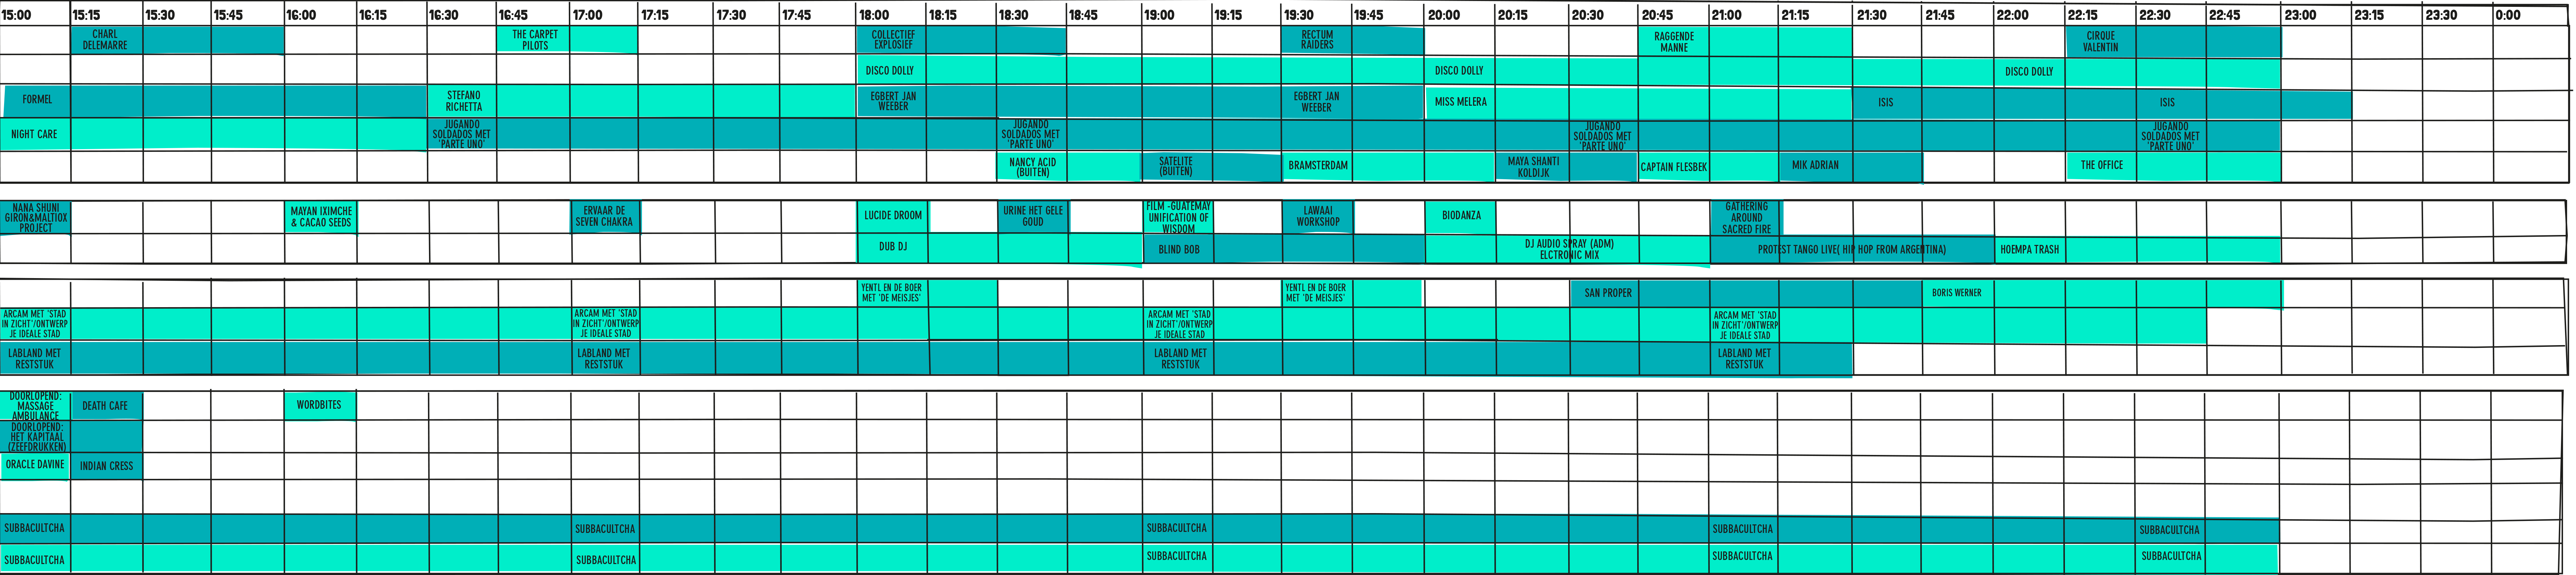 15:00 15:15 15:30 15:45 16:00 16:15 16:30 16:45 17:00 17:15 17:30 17:45 18:00 18:15 18:30 18:45 19:00 19:15 19:30 19:45 20:00 20:15 20:30 20:45 21:00 21:15 21:30 21:45 22:00 22:15 22:30 22:45 23:00 23:15 23:30 0:00
CHARL
DELEMARRE
THE CARPET
PILOTS
COLLECTIEF
EXPLOSIEF
RECTUM
RAIDERS
RAGGENDE
MANNE
CIRQUE
VALENTIN
DISCO DOLLY
DISCO DOLLY
DISCO DOLLY
FORMEL
STEFANO
RICHETTA
EGBERT JAN
WEEBER
EGBERT JAN
WEEBER
MISS MELERA
ISIS
ISIS
NIGHT CARE
JUGANDO
SOLDADOS MET
'PARTE UNO'
JUGANDO
SOLDADOS MET
'PARTE UNO'
JUGANDO
SOLDADOS MET
'PARTE UNO'
JUGANDO
SOLDADOS MET
'PARTE UNO'
NANCY ACID
(BUITEN)
SATELITE
(BUITEN)
BRAMSTERDAM
MAYA SHANTI
KOLDIJK
CAPTAIN FLESBEK
MIK ADRIAN
THE OFFICE
NANA SHUNI
GIRON&MALTIOX
PROJECT
MAYAN IXIMCHE
& CACAO SEEDS
ERVAAR DE
SEVEN CHAKRA
LUCIDE DROOM
URINE HET GELE
GOUD
FILM -GUATEMAY
UNIFICATION OF
WISDOM
LAWAAI
WORKSHOP
BIODANZA
GATHERING
AROUND
SACRED FIRE
DUB DJ
BLIND BOB
DJ AUDIO SPRAY (ADM)
ELCTRONIC MIX
PROTEST TANGO LIVE( HIP HOP FROM ARGENTINA)
HOEMPA TRASH
YENTL EN DE BOER
MET 'DE MEISJES'
YENTL EN DE BOER
MET 'DE MEISJES'
SAN PROPER
BORIS WERNER
ARCAM MET 'STAD
IN ZICHT'/ONTWERP
JE IDEALE STAD
ARCAM MET 'STAD
IN ZICHT'/ONTWERP
JE IDEALE STAD
ARCAM MET 'STAD
IN ZICHT'/ONTWERP
JE IDEALE STAD
ARCAM MET 'STAD
IN ZICHT'/ONTWERP
JE IDEALE STAD
LABLAND MET
RESTSTUK
LABLAND MET
RESTSTUK
LABLAND MET
RESTSTUK
LABLAND MET
RESTSTUK
DOORLOPEND:
MASSAGE
AMBULANCE
DEATH CAFE
WORDBITES
DOORLOPEND:
HET KAPITAAL
(ZEEFDRUKKEN)
ORACLE DAVINE
INDIAN CRESS
SUBBACULTCHA
SUBBACULTCHA
SUBBACULTCHA
SUBBACULTCHA
SUBBACULTCHA
SUBBACULTCHA
SUBBACULTCHA
SUBBACULTCHA
SUBBACULTCHA
SUBBACULTCHA